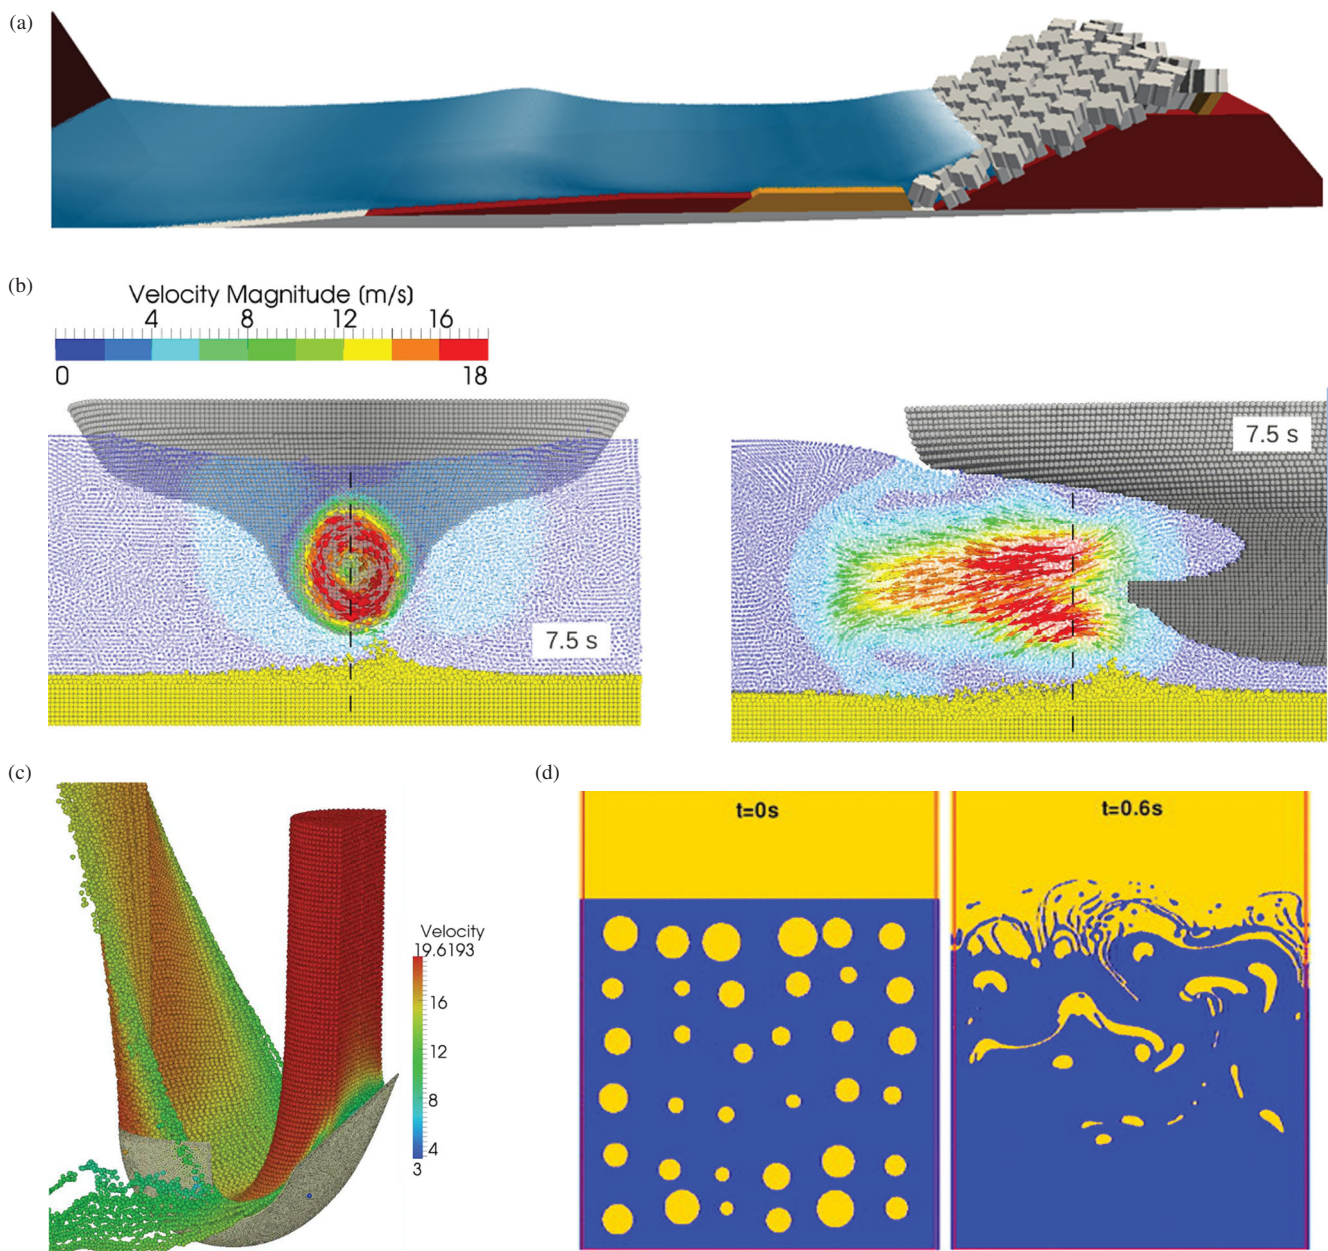 (a)
(b)
Velocity Magnitude (m/s)
4 8 12 16
0 18
7.5 s
7.5 s
(c)
Velocity
19.6193
16
12
8
4
3
(d)
t=0s
t=0.6s